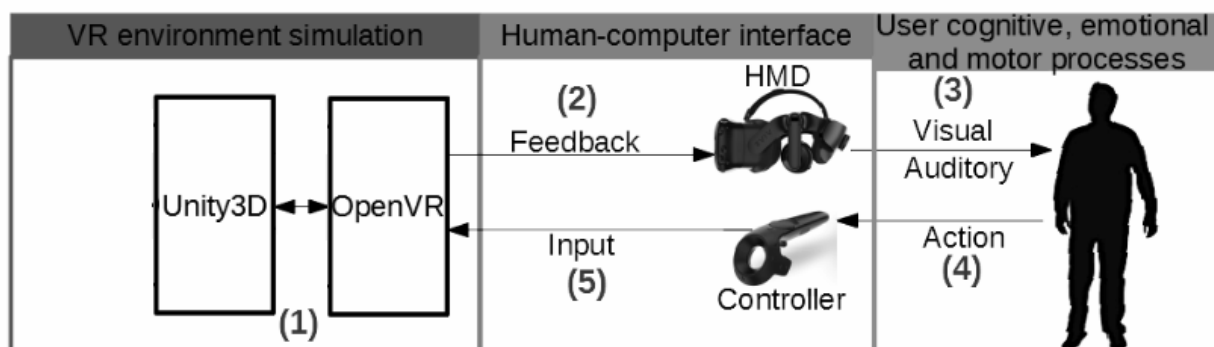 VR environment simulation
Human-computer interface
User cognitive, emotional
and motor processes
Unity3D
OpenVR
(1)
(2)
Feedback
HMD
Input
(5)
Controller
(3)
Visual
Auditory
Action
(4)